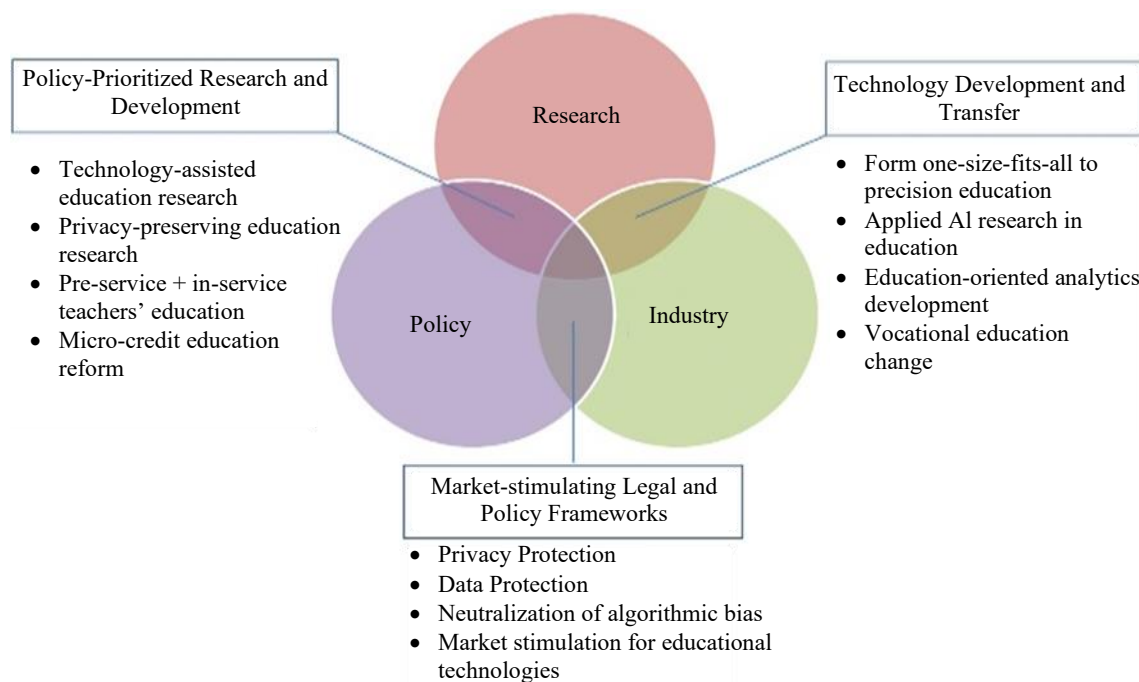 Policy-Prioritized Research and
Development
• Technology-assisted
education research
• Privacy-preserving education
research
• Pre-service + in-service
teachers’ education
• Micro-credit education
reform
Research
Policy
Industry
Technology Development and
Transfer
• Form one-size-fits-all to
precision education
• Applied Al research in
education
• Education-oriented analytics
development
• Vocational education
change
Market-stimulating Legal and
Policy Frameworks
• Privacy Protection
• Data Protection
• Neutralization of algorithmic bias
• Market stimulation for educational
technologies